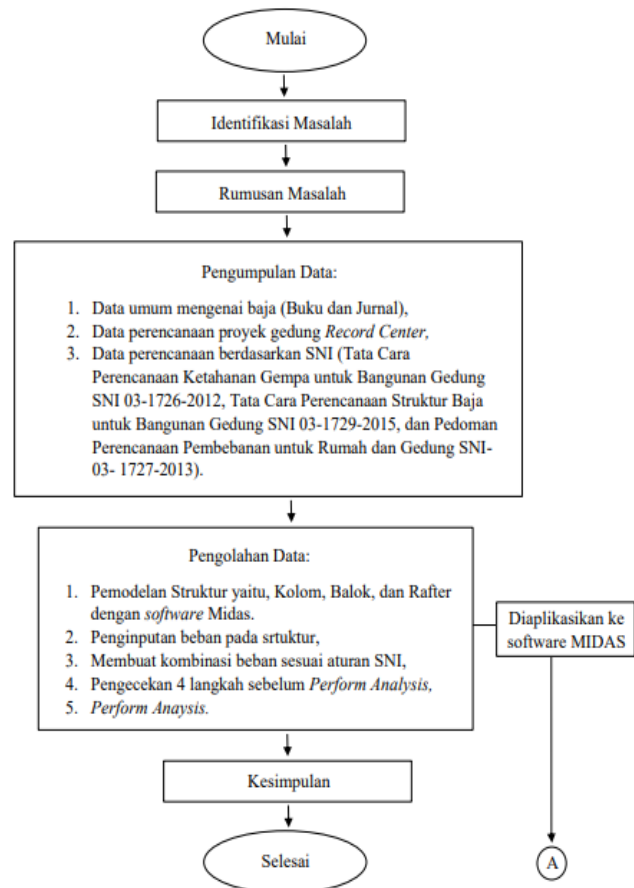 Mulai
Identifikasi Masalah
Rumusan Masalah
Pengumpulan Data:
1. Data umum mengenai baja (Buku dan Jurnal),
2. Data perencanaan proyek gedung Record Center,
3. Data perencanaan berdasarkan SNI (Tata Cara
Perencanaan Ketahanan Gempa untuk Bangunan Gedung
SNI 03-1726-2012, Tata Cara Perencanaan Struktur Baja
untuk Bangunan Gedung SNI 03-1729-2015, dan Pedoman
Perencanaan Pembebanan untuk Rumah dan Gedung SNI-
03- 1727-2013).
Pengolahan Data:
1. Pemodelan Struktur yaitu, Kolom, Balok, dan Rafter
dengan software Midas.
2. Penginputan beban pada srtuktur,
3. Membuat kombinasi beban sesuai aturan SNI,
4. Pengecekan 4 langkah sebelum Perform Analysis,
5. Perform Anaysis.
Diaplikasikan ke
software MIDAS
Kesimpulan
Selesai
A